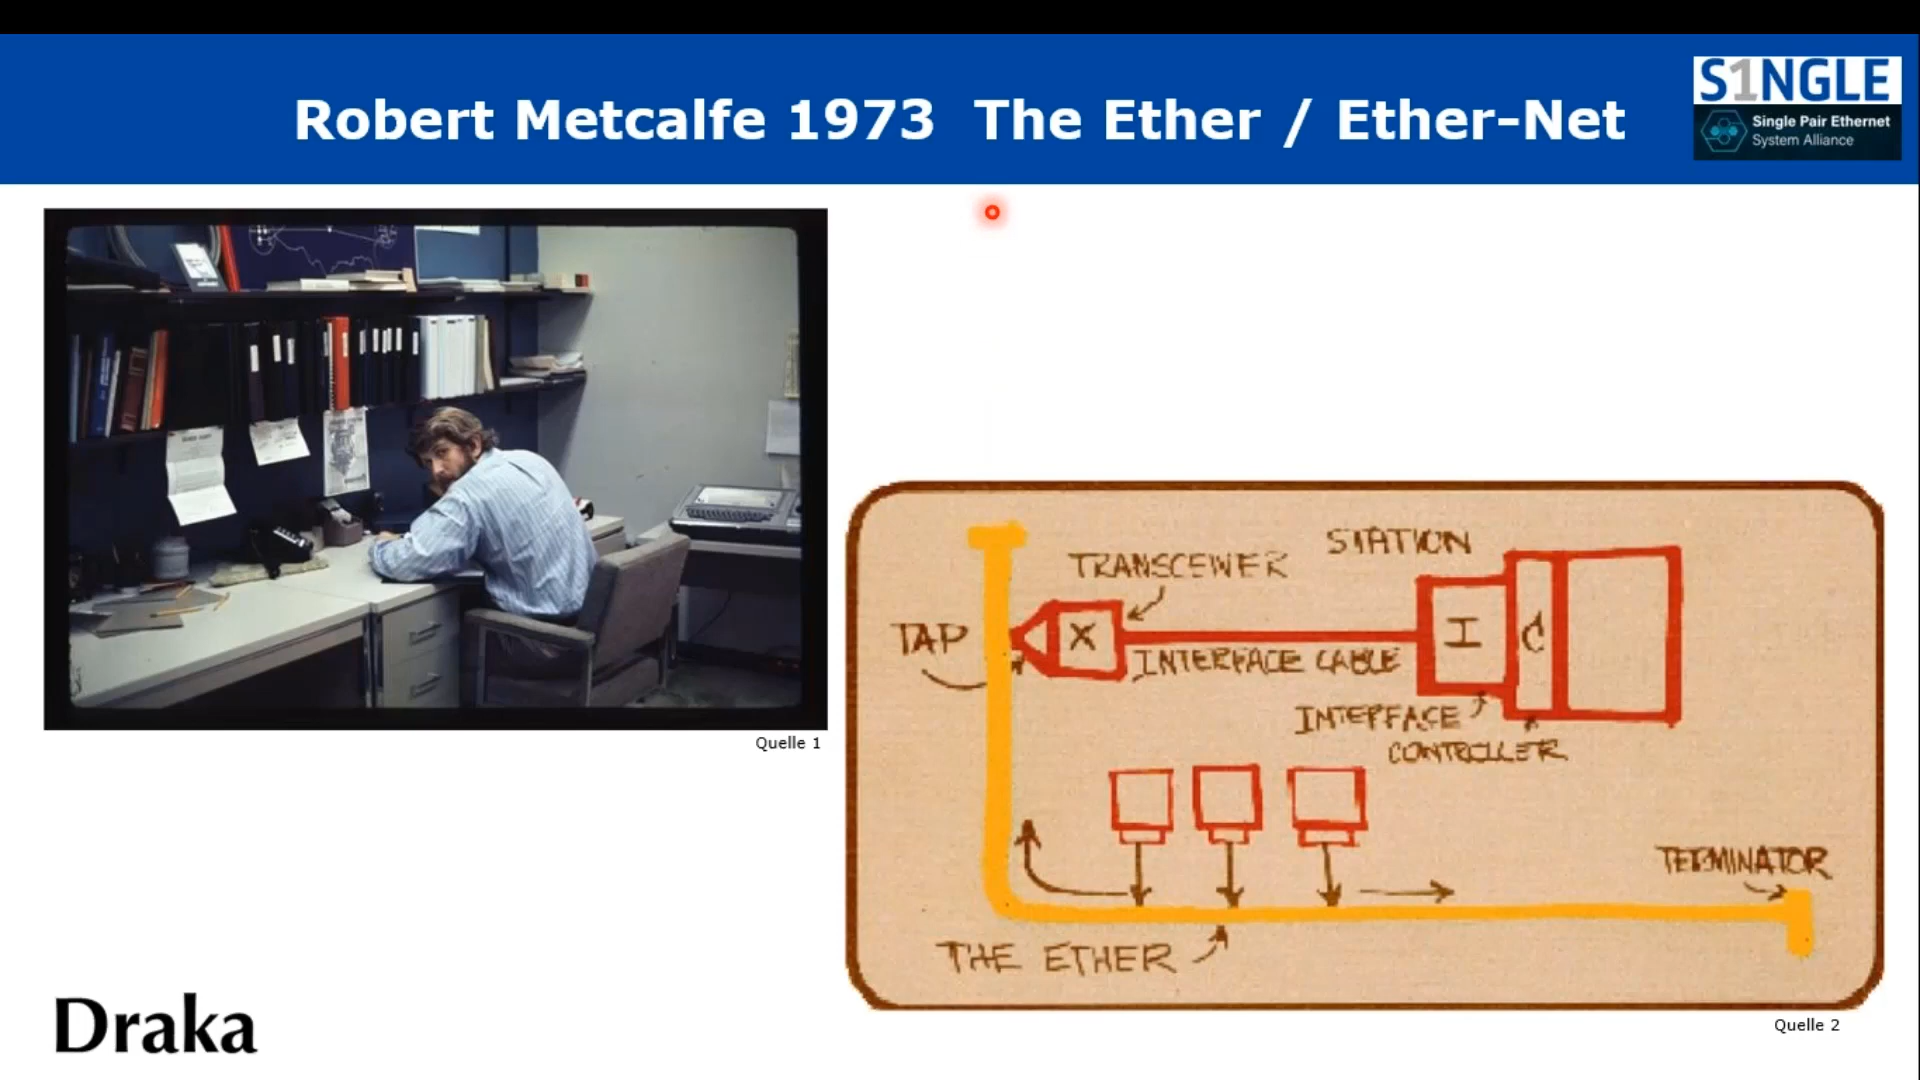 Robert Metcalfe 1973 The Ether / Ether-Net
S1NGLE
Single Pair Ethernet
System Alliance
Quelle 1
STATION
TRANSCEIVER
TAP
X
I
C
INTERFACE CABLE
INTERFACE
CONTROLLER
TERMINATOR
THE ETHER
Quelle 2
Draka